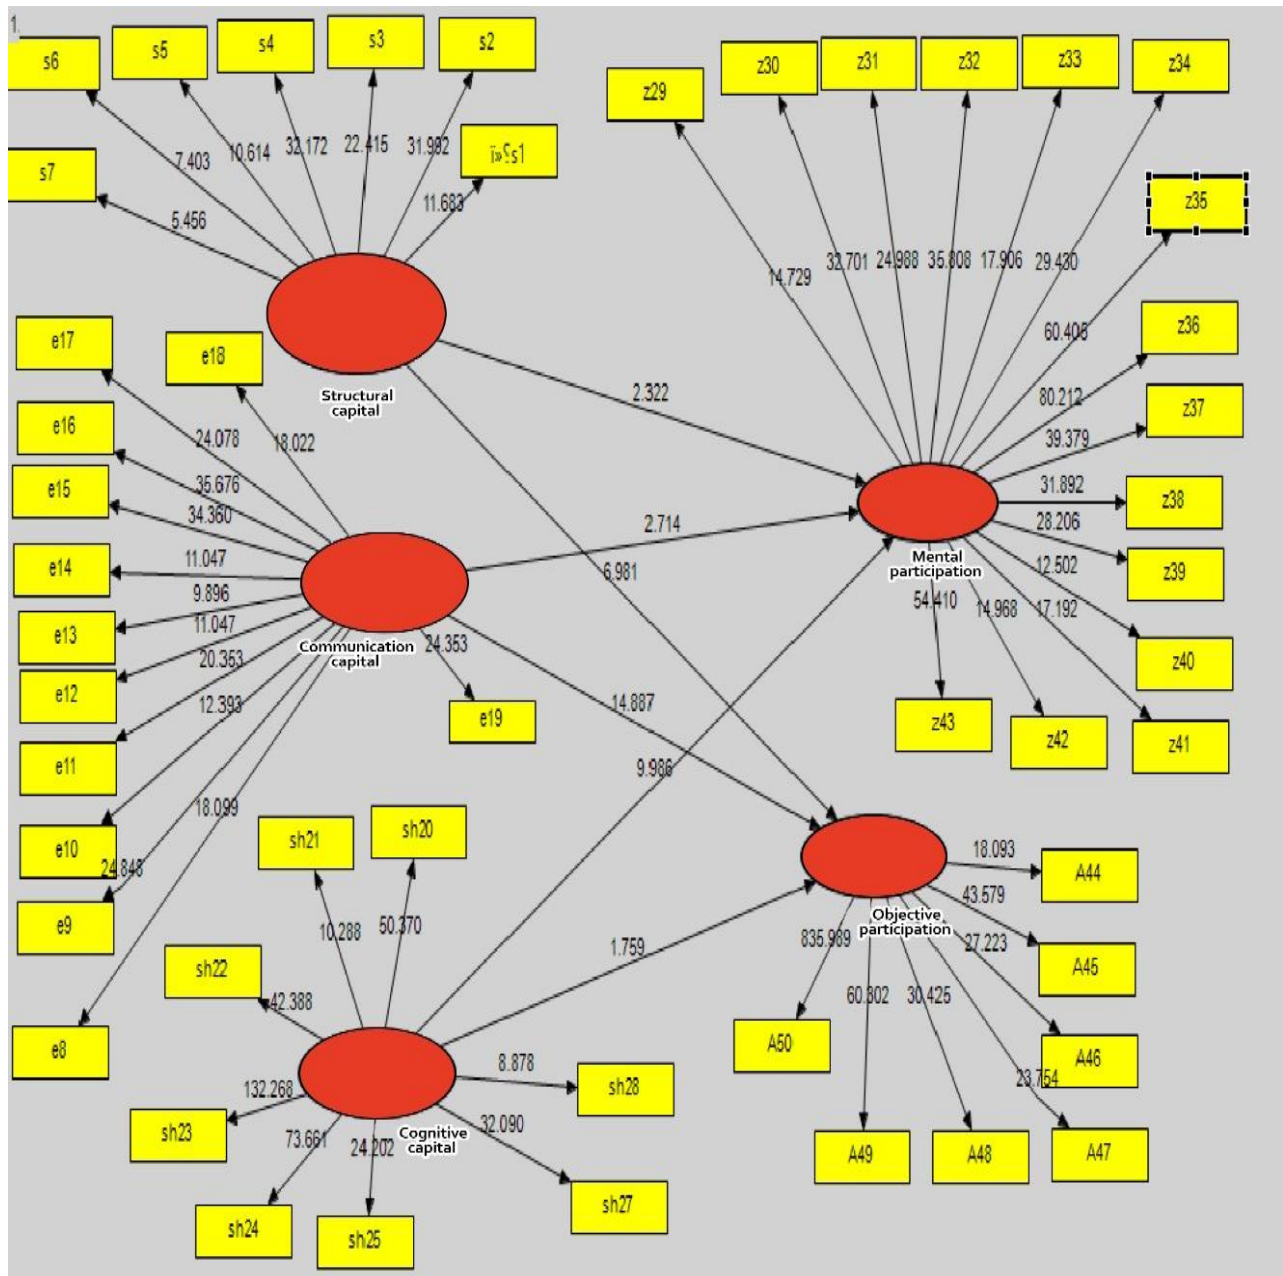 1.
s6
s5
s4
s3
s2
s7
ï»؟s1
7.403
10.614
32.172
22.415
31.992
11.683
5.456
Structural
capital
z29
z30
z31
z32
z33
z34
z35
z36
z37
z38
z39
z40
z41
z42
z43
14.729
32.701
24.988
35.808
17.906
29.430
60.405
80.212
39.379
31.892
28.206
12.502
17.192
14.968
54.410
Mental
participation
2.322
2.714
6.981
14.887
9.986
1.759
e17
e18
e16
e15
e14
e13
e12
e11
e10
e9
e8
e19
24.078
18.022
35.676
34.360
11.047
9.896
11.047
20.353
12.393
18.099
24.848
24.353
Communication
capital
sh21
sh20
sh22
sh23
sh24
sh25
sh27
sh28
10.288
50.370
42.388
132.268
73.661
24.202
32.090
8.878
Cognitive
capital
Objective
participation
18.093
43.579
27.223
23.754
30.425
60.302
835.989
A44
A45
A46
A47
A48
A49
A50